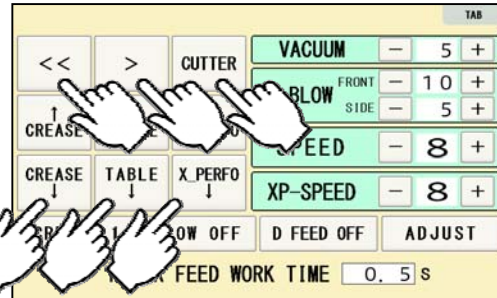 TAB
<< > CUTTER VACUUM − 5 +
BLOW FRONT − 10 +
SIDE − 5 +
↑
CREASE
SPEED − 8 +
CREASE ↓ TABLE ↓ X_PERFO ↓ XP-SPEED − 8 +
OFF D FEED OFF ADJUST
FEED WORK TIME 0. 5 S